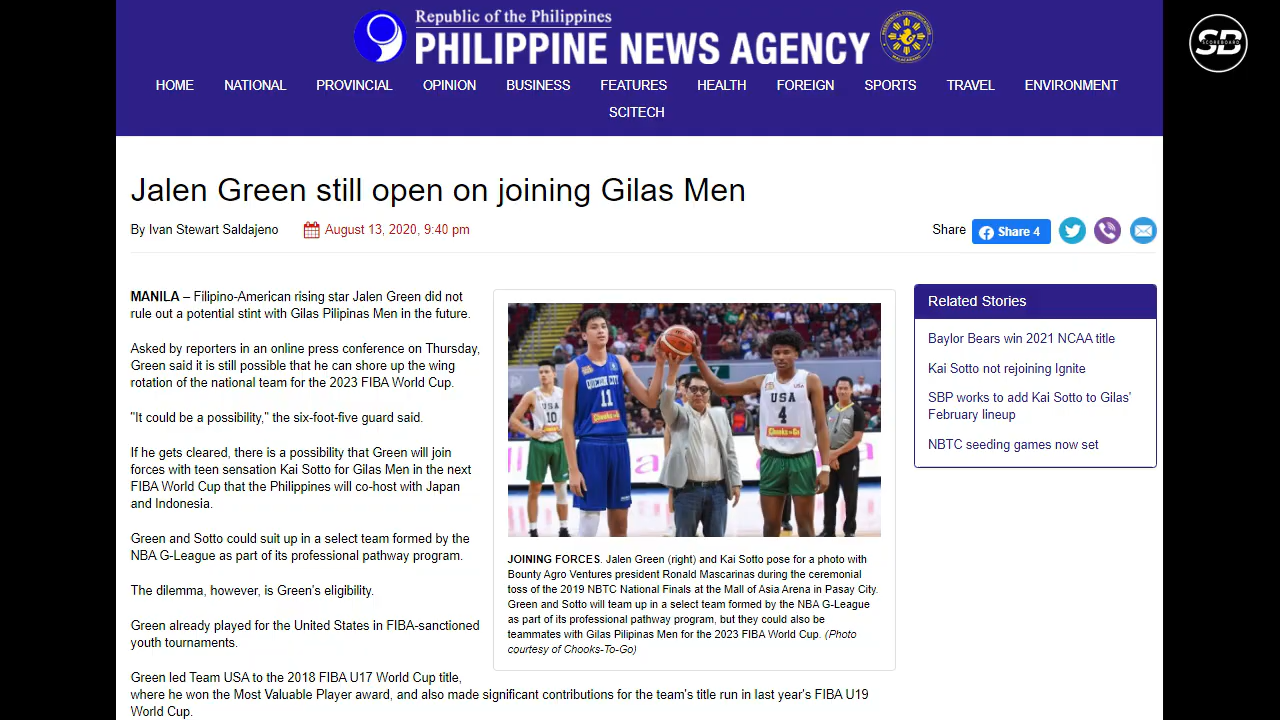 Republic of the Philippines
PHILIPPINE NEWS AGENCY
SB
SCOREBOARD
HOME NATIONAL PROVINCIAL OPINION BUSINESS FEATURES HEALTH FOREIGN SPORTS TRAVEL ENVIRONMENT
SCITECH
Jalen Green still open on joining Gilas Men
By Ivan Stewart Saldajeno August 13, 2020, 9:40 pm Share Share 4
MANILA – Filipino-American rising star Jalen Green did not
rule out a potential stint with Gilas Pilipinas Men in the future.
Asked by reporters in an online press conference on Thursday,
Green said it is still possible that he can shore up the wing
rotation of the national team for the 2023 FIBA World Cup.
"It could be a possibility," the six-foot-five guard said.
If he gets cleared, there is a possibility that Green will join
forces with teen sensation Kai Sotto for Gilas Men in the next
FIBA World Cup that the Philippines will co-host with Japan
and Indonesia.
Green and Sotto could suit up in a select team formed by the
NBA G-League as part of its professional pathway program.
The dilemma, however, is Green's eligibility.
Green already played for the United States in FIBA-sanctioned
youth tournaments.
Green led Team USA to the 2018 FIBA U17 World Cup title,
where he won the Most Valuable Player award, and also made significant contributions for the team's title run in last year's FIBA U19
World Cup.
USA
10
QUEZON CITY
11
Chooks-to-Go
USA
4
Chooks-to-Go
JOINING FORCES. Jalen Green (right) and Kai Sotto pose for a photo with
Bounty Agro Ventures president Ronald Mascarinas during the ceremonial
toss of the 2019 NBTC National Finals at the Mall of Asia Arena in Pasay City.
Green and Sotto will team up in a select team formed by the NBA G-League
as part of its professional pathway program, but they could also be
teammates with Gilas Pilipinas Men for the 2023 FIBA World Cup. (Photo
courtesy of Chooks-To-Go)
Related Stories
Baylor Bears win 2021 NCAA title
Kai Sotto not rejoining Ignite
SBP works to add Kai Sotto to Gilas'
February lineup
NBTC seeding games now set